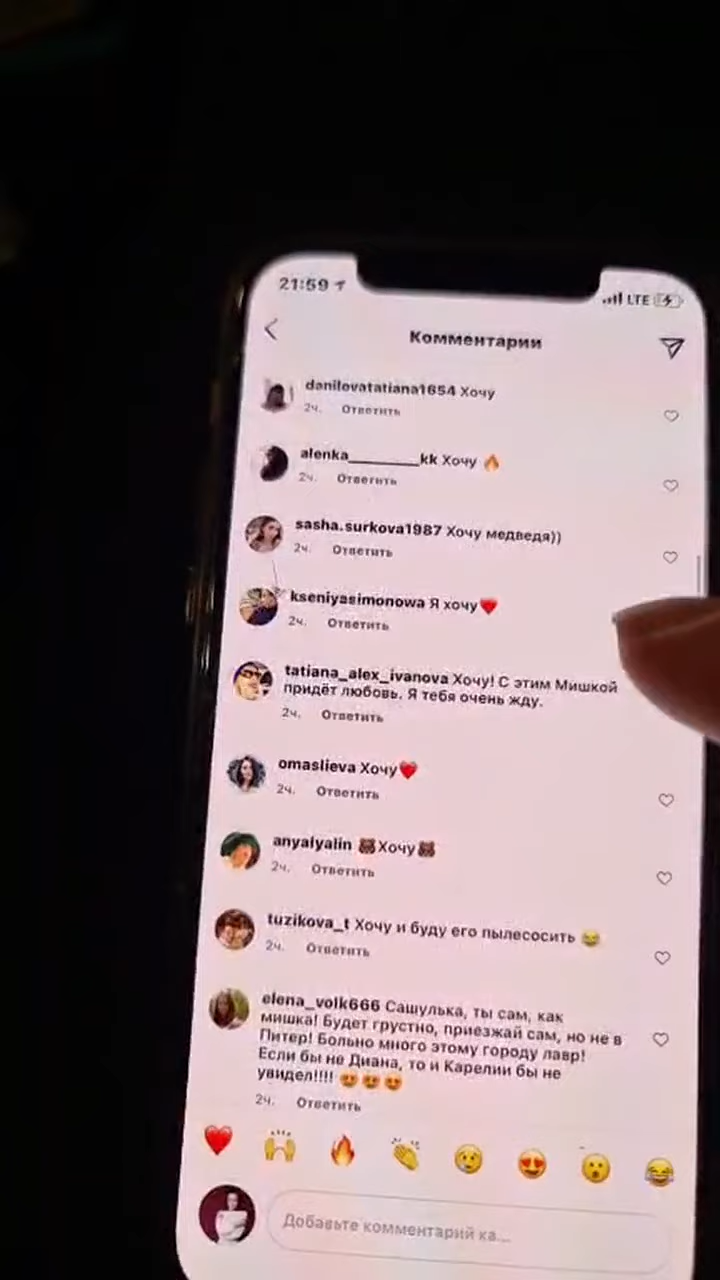 21:59
LTE
Комментарии
danilovatatiana1654 Хочу
2ч. Ответить
alenka________kk Хочу 🔥
2ч. Ответить
sasha.surkova1987 Хочу медведя))
2ч. Ответить
kseniyasimonowa Я хочу❤️
2ч. Ответить
tatiana_alex_ivanova Хочу! С этим Мишкой
придёт любовь. Я тебя очень жду.
2ч. Ответить
omaslieva Хочу❤️
2ч. Ответить
anyalyalin 🐻Хочу🐻
2ч. Ответить
tuzikova_t Хочу и буду его пылесосить 😂
2ч. Ответить
elena_volk666 Сашулька, ты сам, как
мишка! Будет грустно, приезжай сам, но не в
Питер! Больно много этому городу лавр!
Если бы не Диана, то и Карелии бы не
увидел!!!! 😍😍😍
2ч. Ответить
❤️ 🙌 🔥 👏 😢 😍 😮 😂
Добавьте комментарий ка...